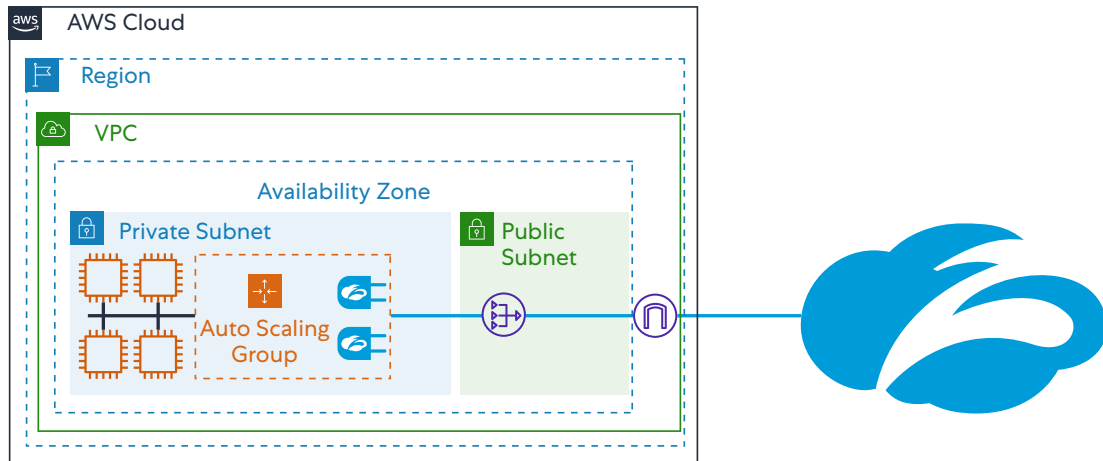 aws
AWS Cloud
Region
VPC
Availability Zone
Private Subnet
Public
Subnet
Auto Scaling
Group